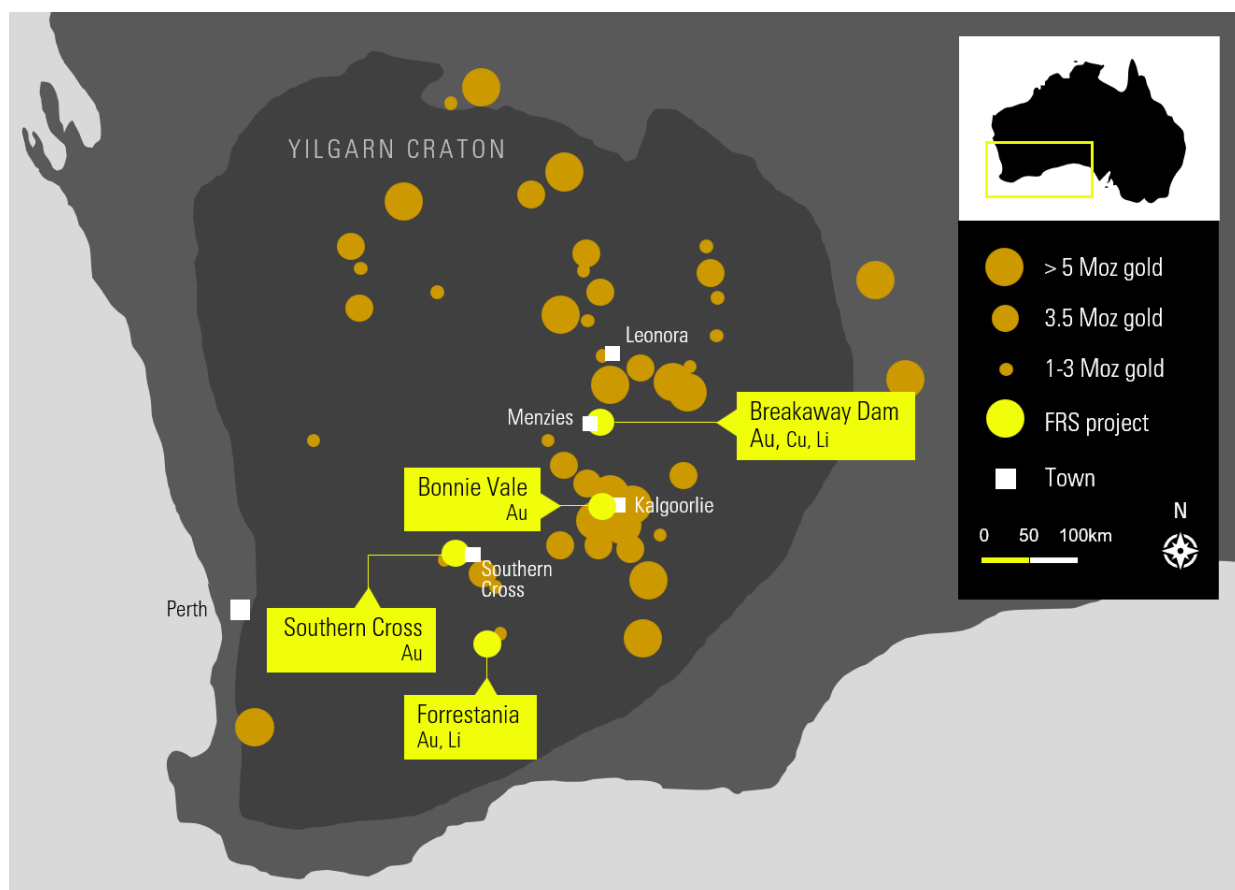 YILGARN CRATON
> 5 Moz gold
3.5 Moz gold
1-3 Moz gold
FRS project
Town
N
0 50 100km
Leonora
Menzies
Breakaway Dam
Au, Cu, Li
Bonnie Vale
Au
Kalgoorlie
Southern
Cross
Perth
Southern Cross
Au
Forrestania
Au, Li